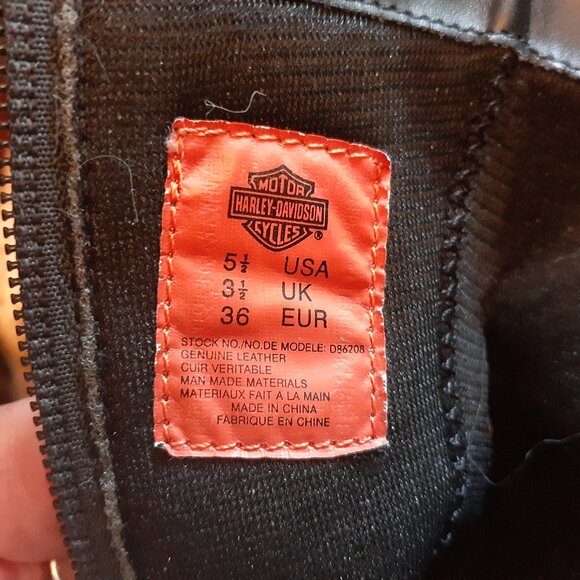 MOTOR
HARLEY-DAVIDSON
CYCLES
5½ USA
3½ UK
36 EUR
STOCK NO./NO.DE MODELE: D86208
GENUINE LEATHER
CUIR VERITABLE
MAN MADE MATERIALS
MATERIAUX FAIT A LA MAIN
MADE IN CHINA
FABRIQUE EN CHINE